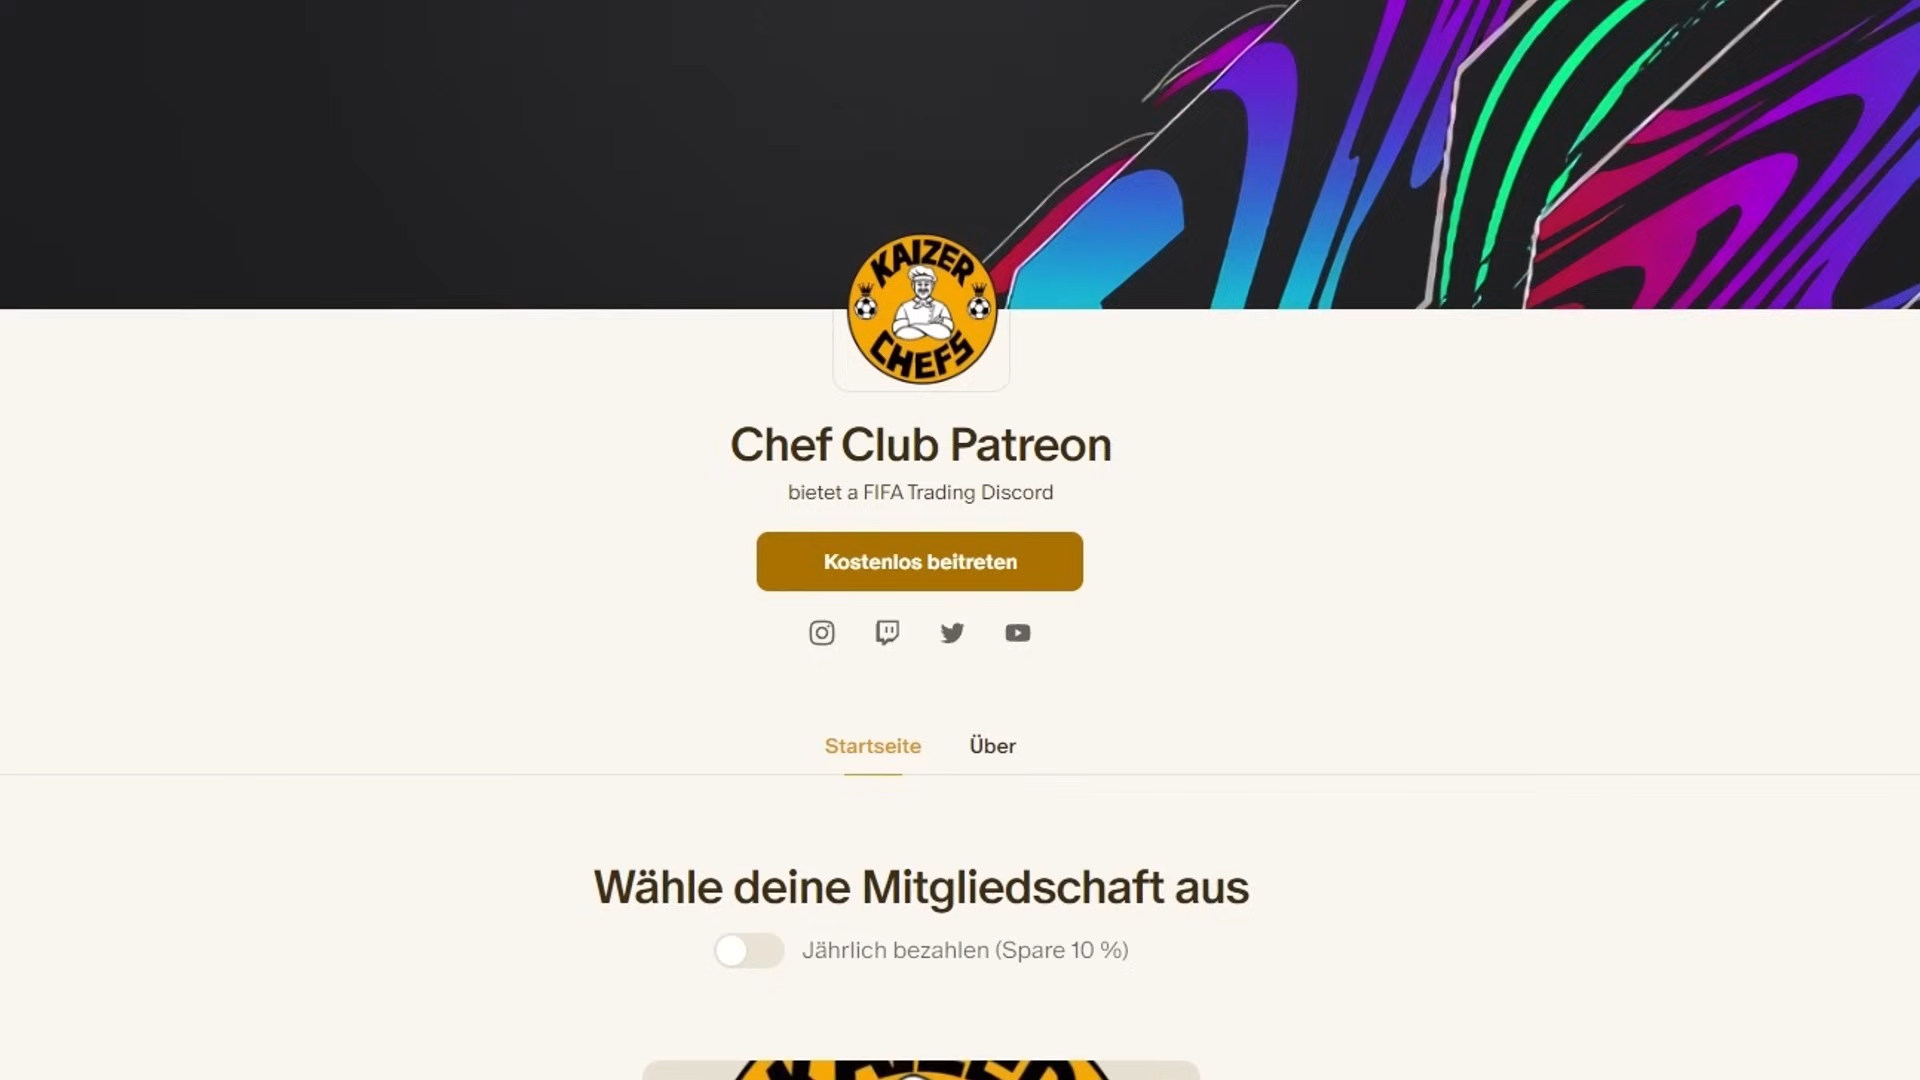 KAIZER
CHEFS
Chef Club Patreon
bietet a FIFA Trading Discord
Kostenlos beitreten
Startseite
Über
Wähle deine Mitgliedschaft aus
Jährlich bezahlen (Spare 10 %)